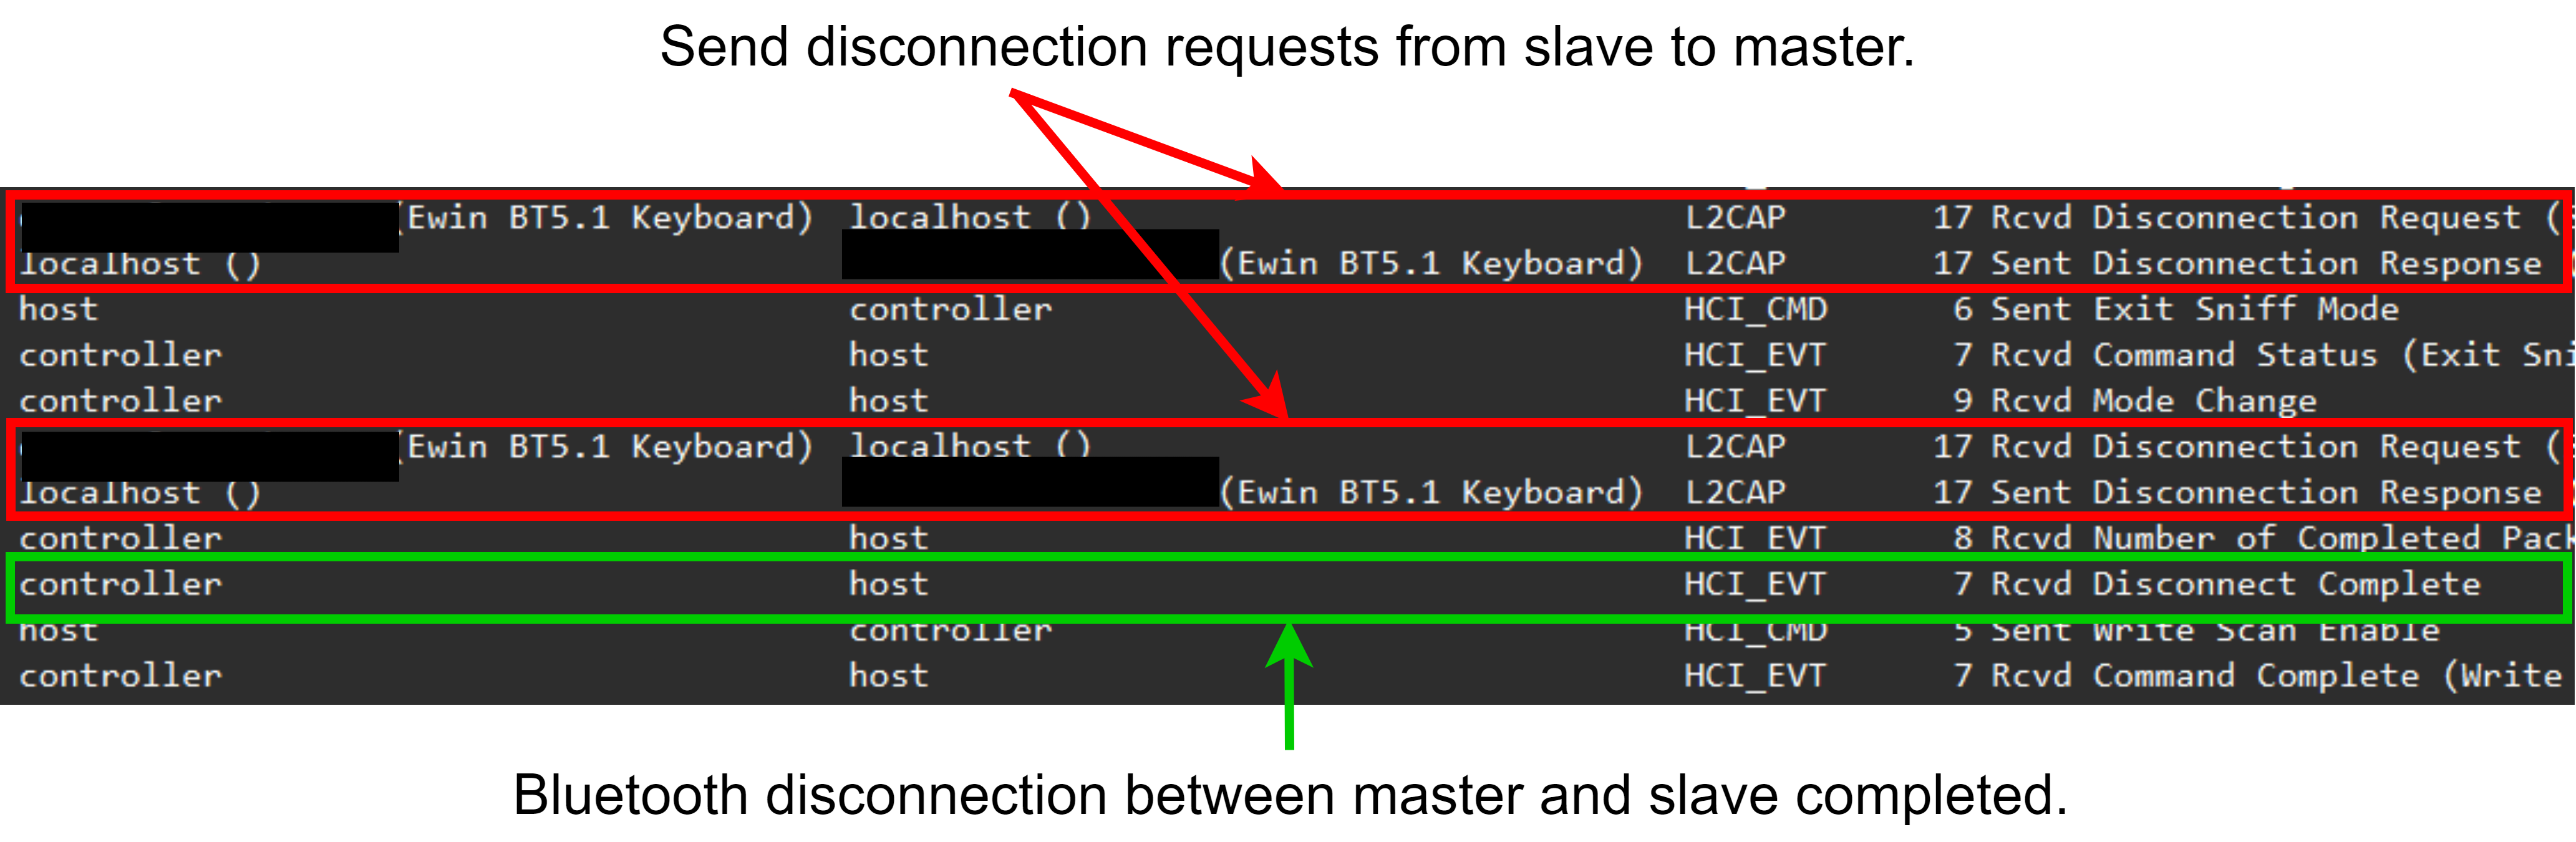 Send disconnection requests from slave to master.
(Ewin BT5.1 Keyboard) localhost () L2CAP 17 Rcvd Disconnection Request (
localhost () (Ewin BT5.1 Keyboard) L2CAP 17 Sent Disconnection Response
host controller HCI_CMD 6 Sent Exit Sniff Mode
controller host HCI_EVT 7 Rcvd Command Status (Exit Sni
controller host HCI_EVT 9 Rcvd Mode Change
(Ewin BT5.1 Keyboard) localhost () L2CAP 17 Rcvd Disconnection Request (
localhost () (Ewin BT5.1 Keyboard) L2CAP 17 Sent Disconnection Response
controller host HCI_EVT 8 Rcvd Number of Completed Pack
controller host HCI_EVT 7 Rcvd Disconnect Complete
host controller HCI_CMD 5 Sent Write Scan Enable
controller host HCI_EVT 7 Rcvd Command Complete (Write
Bluetooth disconnection between master and slave completed.